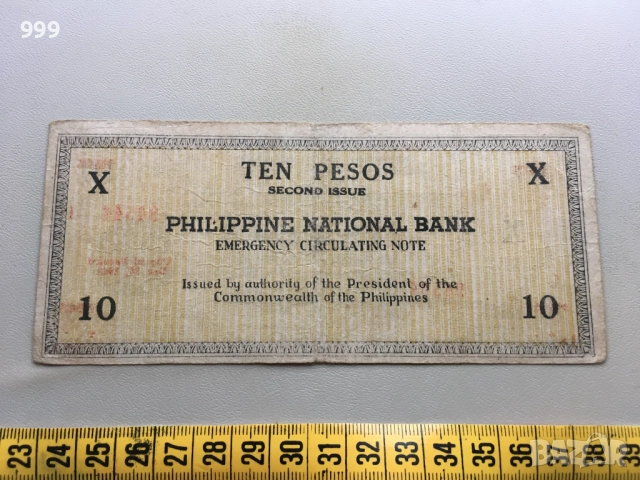 999
TEN PESOS
X X
SECOND ISSUE
PHILIPPINE NATIONAL BANK
EMERGENCY CIRCULATING NOTE
Issued by authority of the President of the
Commonwealth of the Philippines
10 10
23 24 25 26 27 28 29 30 31 32 33 34 35 36 37 38 39